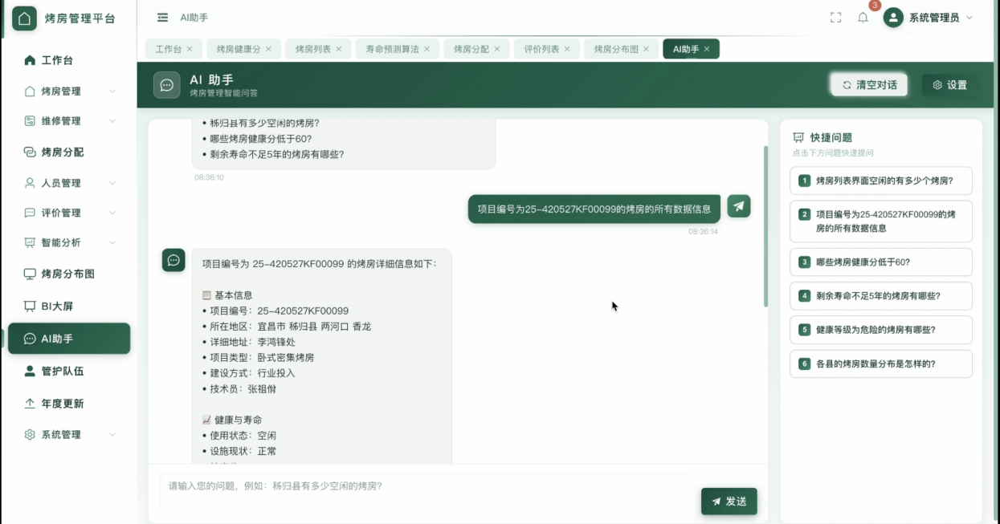 烤房管理平台
工作台
烤房管理
维修管理
烤房分配
人员管理
评价管理
智能分析
烤房分布图
BI大屏
AI助手
管护队伍
年度更新
系统管理
AI助手
3
系统管理员
工作台 ×
烤房健康分 ×
烤房列表 ×
寿命预测算法 ×
烤房分配 ×
评价列表 ×
烤房分布图 ×
AI助手 ×
AI 助手
烤房管理智能问答
清空对话
设置
• 秭归县有多少空闲的烤房?
• 哪些烤房健康分低于60?
• 剩余寿命不足5年的烤房有哪些?
08:36:10
项目编号为25-420527KF00099的烤房的所有数据信息
08:36:14
项目编号为 25-420527KF00099 的烤房详细信息如下:
基本信息
• 项目编号: 25-420527KF00099
• 所在地区: 宜昌市 秭归县 两河口 香龙
• 详细地址: 李鸿锋处
• 项目类型: 卧式密集烤房
• 建设方式: 行业投入
• 技术员: 张祖佾
健康与寿命
• 使用状态: 空闲
• 设施现状: 正常
请输入您的问题, 例如: 秭归县有多少空闲的烤房?
发送
快捷问题
点击下方问题快速提问
1 烤房列表界面空闲的有多少个烤房?
2 项目编号为25-420527KF00099的烤
房的所有数据信息
3 哪些烤房健康分低于60?
4 剩余寿命不足5年的烤房有哪些?
5 健康等级为危险的烤房有哪些?
6 各县的烤房数量分布是怎样的?